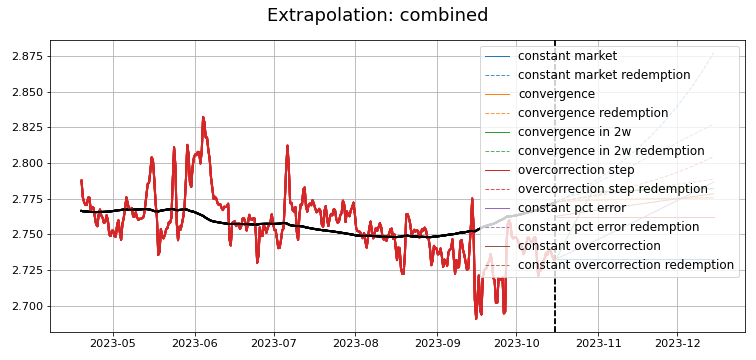 Extrapolation: combined
2.875
2.850
2.825
2.800
2.775
2.750
2.725
2.700
constant market
constant market redemption
convergence
convergence redemption
convergence in 2w
convergence in 2w redemption
overcorrection step
overcorrection step redemption
constant pct error
constant pct error redemption
constant overcorrection
constant overcorrection redemption
2023-05 2023-06 2023-07 2023-08 2023-09 2023-10 2023-11 2023-12